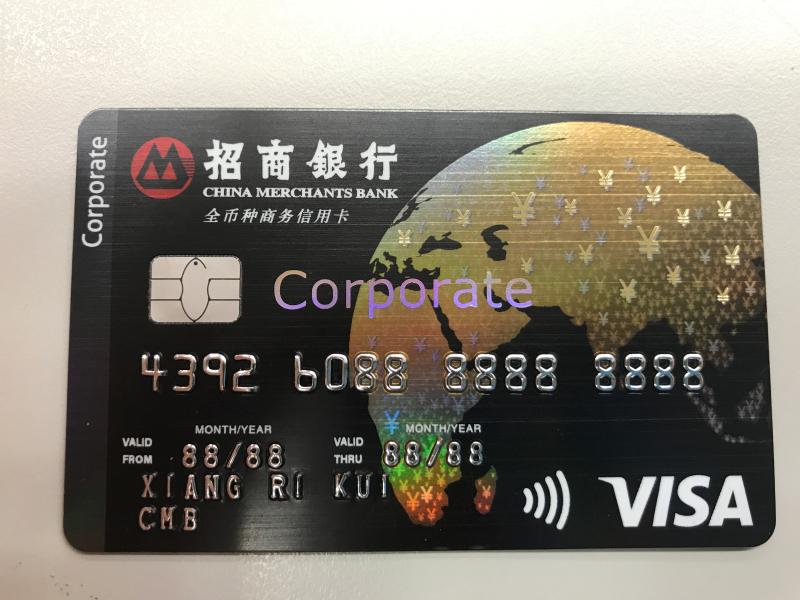 Corporate
招商銀行
CHINA MERCHANTS BANK
全币种商务信用卡
Corporate
4392 6088 8888 8888
MONTH/YEAR MONTH/YEAR
VALID FROM 88/88 VALID THRU 88/88
XIANG RI KUI
CMB
VISA